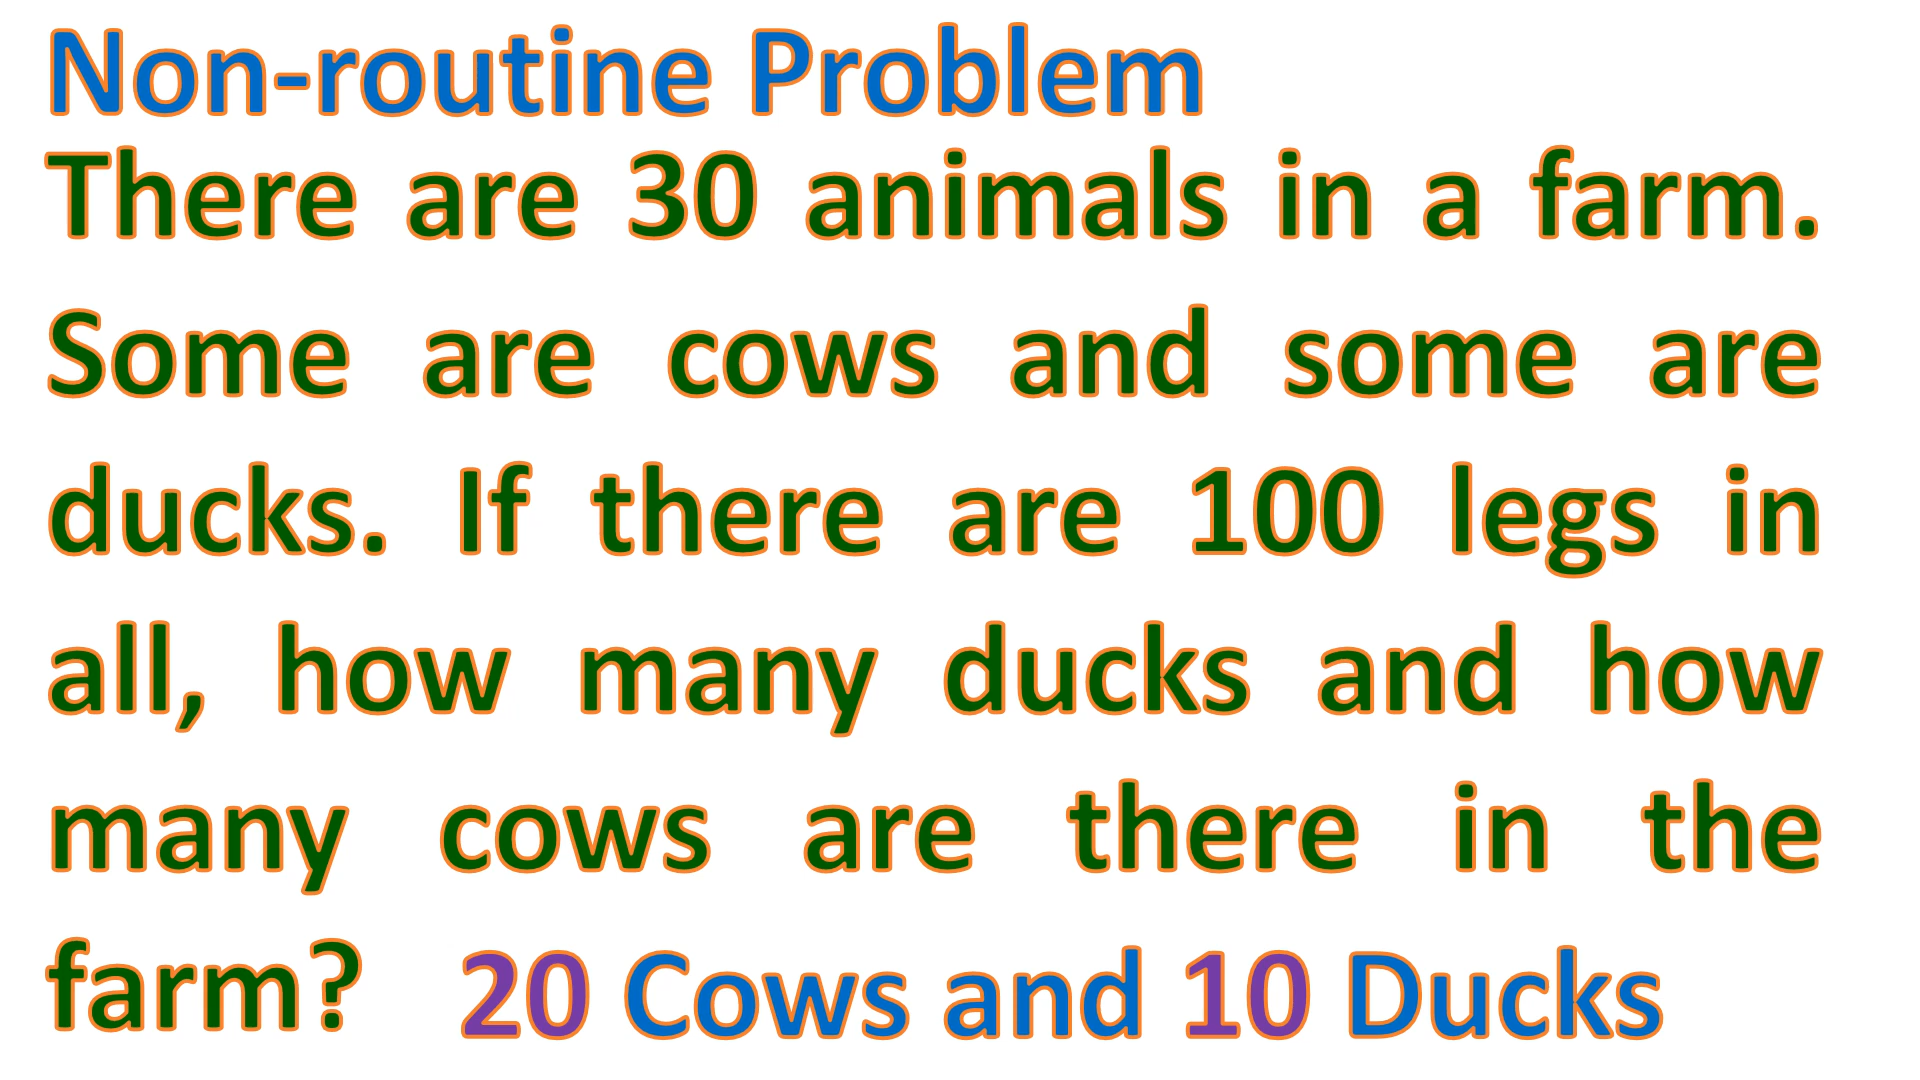 Non-routine Problem
There are 30 animals in a farm.
Some are cows and some are
ducks. If there are 100 legs in
all, how many ducks and how
many cows are there in the
farm? 20 Cows and 10 Ducks